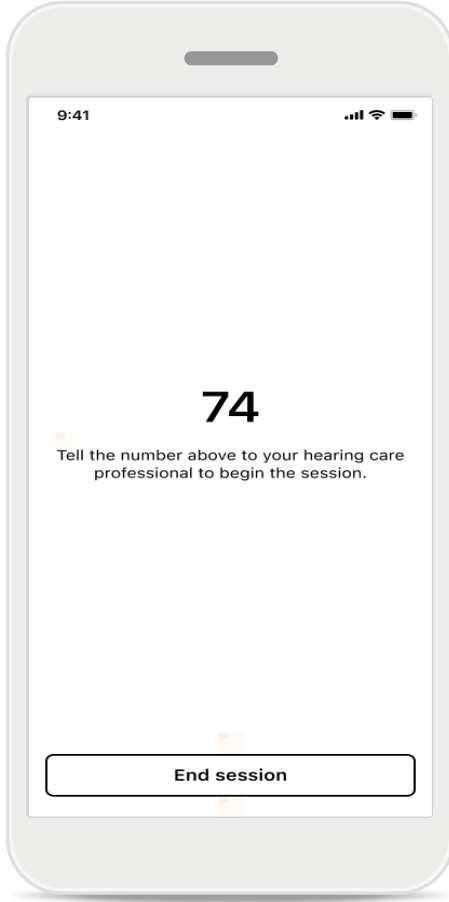 9:41
74
Tell the number above to your hearing care
professional to begin the session.
End session